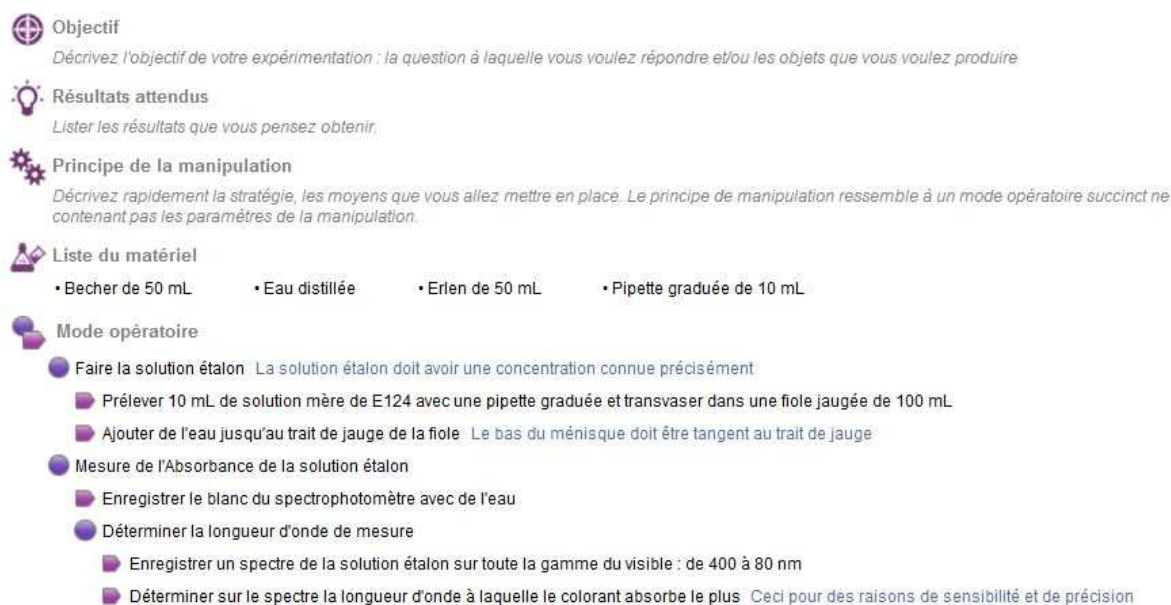 Objectif
Décrivez l'objectif de votre expérimentation : la question à laquelle vous voulez répondre et/ou les objets que vous voulez produire
Résultats attendus
Lister les résultats que vous pensez obtenir.
Principe de la manipulation
Décrivez rapidement la stratégie, les moyens que vous allez mettre en place. Le principe de manipulation ressemble à un mode opératoire succinct ne
contenant pas les paramètres de la manipulation.
Liste du matériel
• Becher de 50 mL • Eau distillée • Erlen de 50 mL • Pipette graduée de 10 mL
Mode opératoire
Faire la solution étalon La solution étalon doit avoir une concentration connue précisément
Prélever 10 mL de solution mère de E124 avec une pipette graduée et transvaser dans une fiole jaugée de 100 mL
Ajouter de l'eau jusqu'au trait de jauge de la fiole Le bas du ménisque doit être tangent au trait de jauge
Mesure de l'Absorbance de la solution étalon
Enregistrer le blanc du spectrophotomètre avec de l'eau
Déterminer la longueur d'onde de mesure
Enregistrer un spectre de la solution étalon sur toute la gamme du visible : de 400 à 80 nm
Déterminer sur le spectre la longueur d'onde à laquelle le colorant absorbe le plus Ceci pour des raisons de sensibilité et de précision